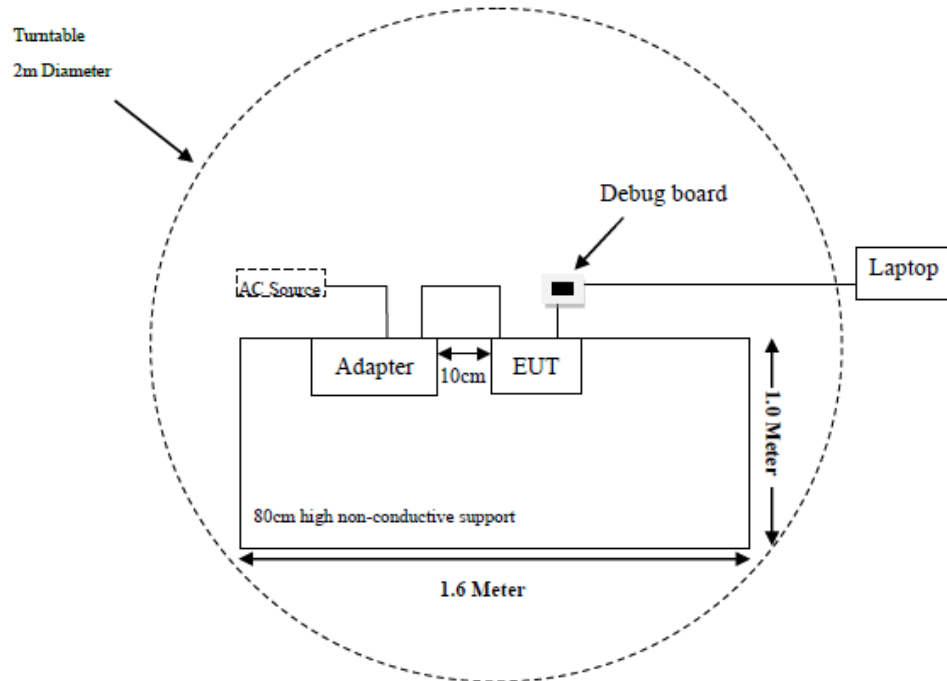 Turntable
2m Diameter
Debug board
Laptop
AC Source
Adapter
10cm
EUT
1.0 Meter
80cm high non-conductive support
1.6 Meter